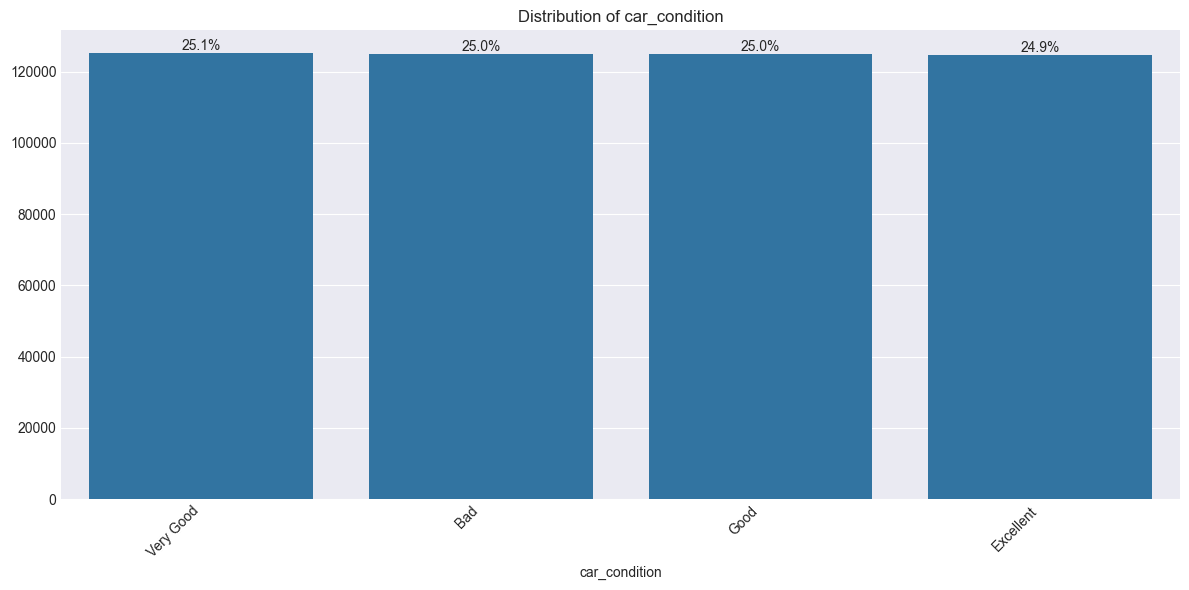 Distribution of car_condition
25.1%
25.0%
25.0%
24.9%
120000
100000
80000
60000
40000
20000
0
Very Good
Bad
Good
Excellent
car_condition